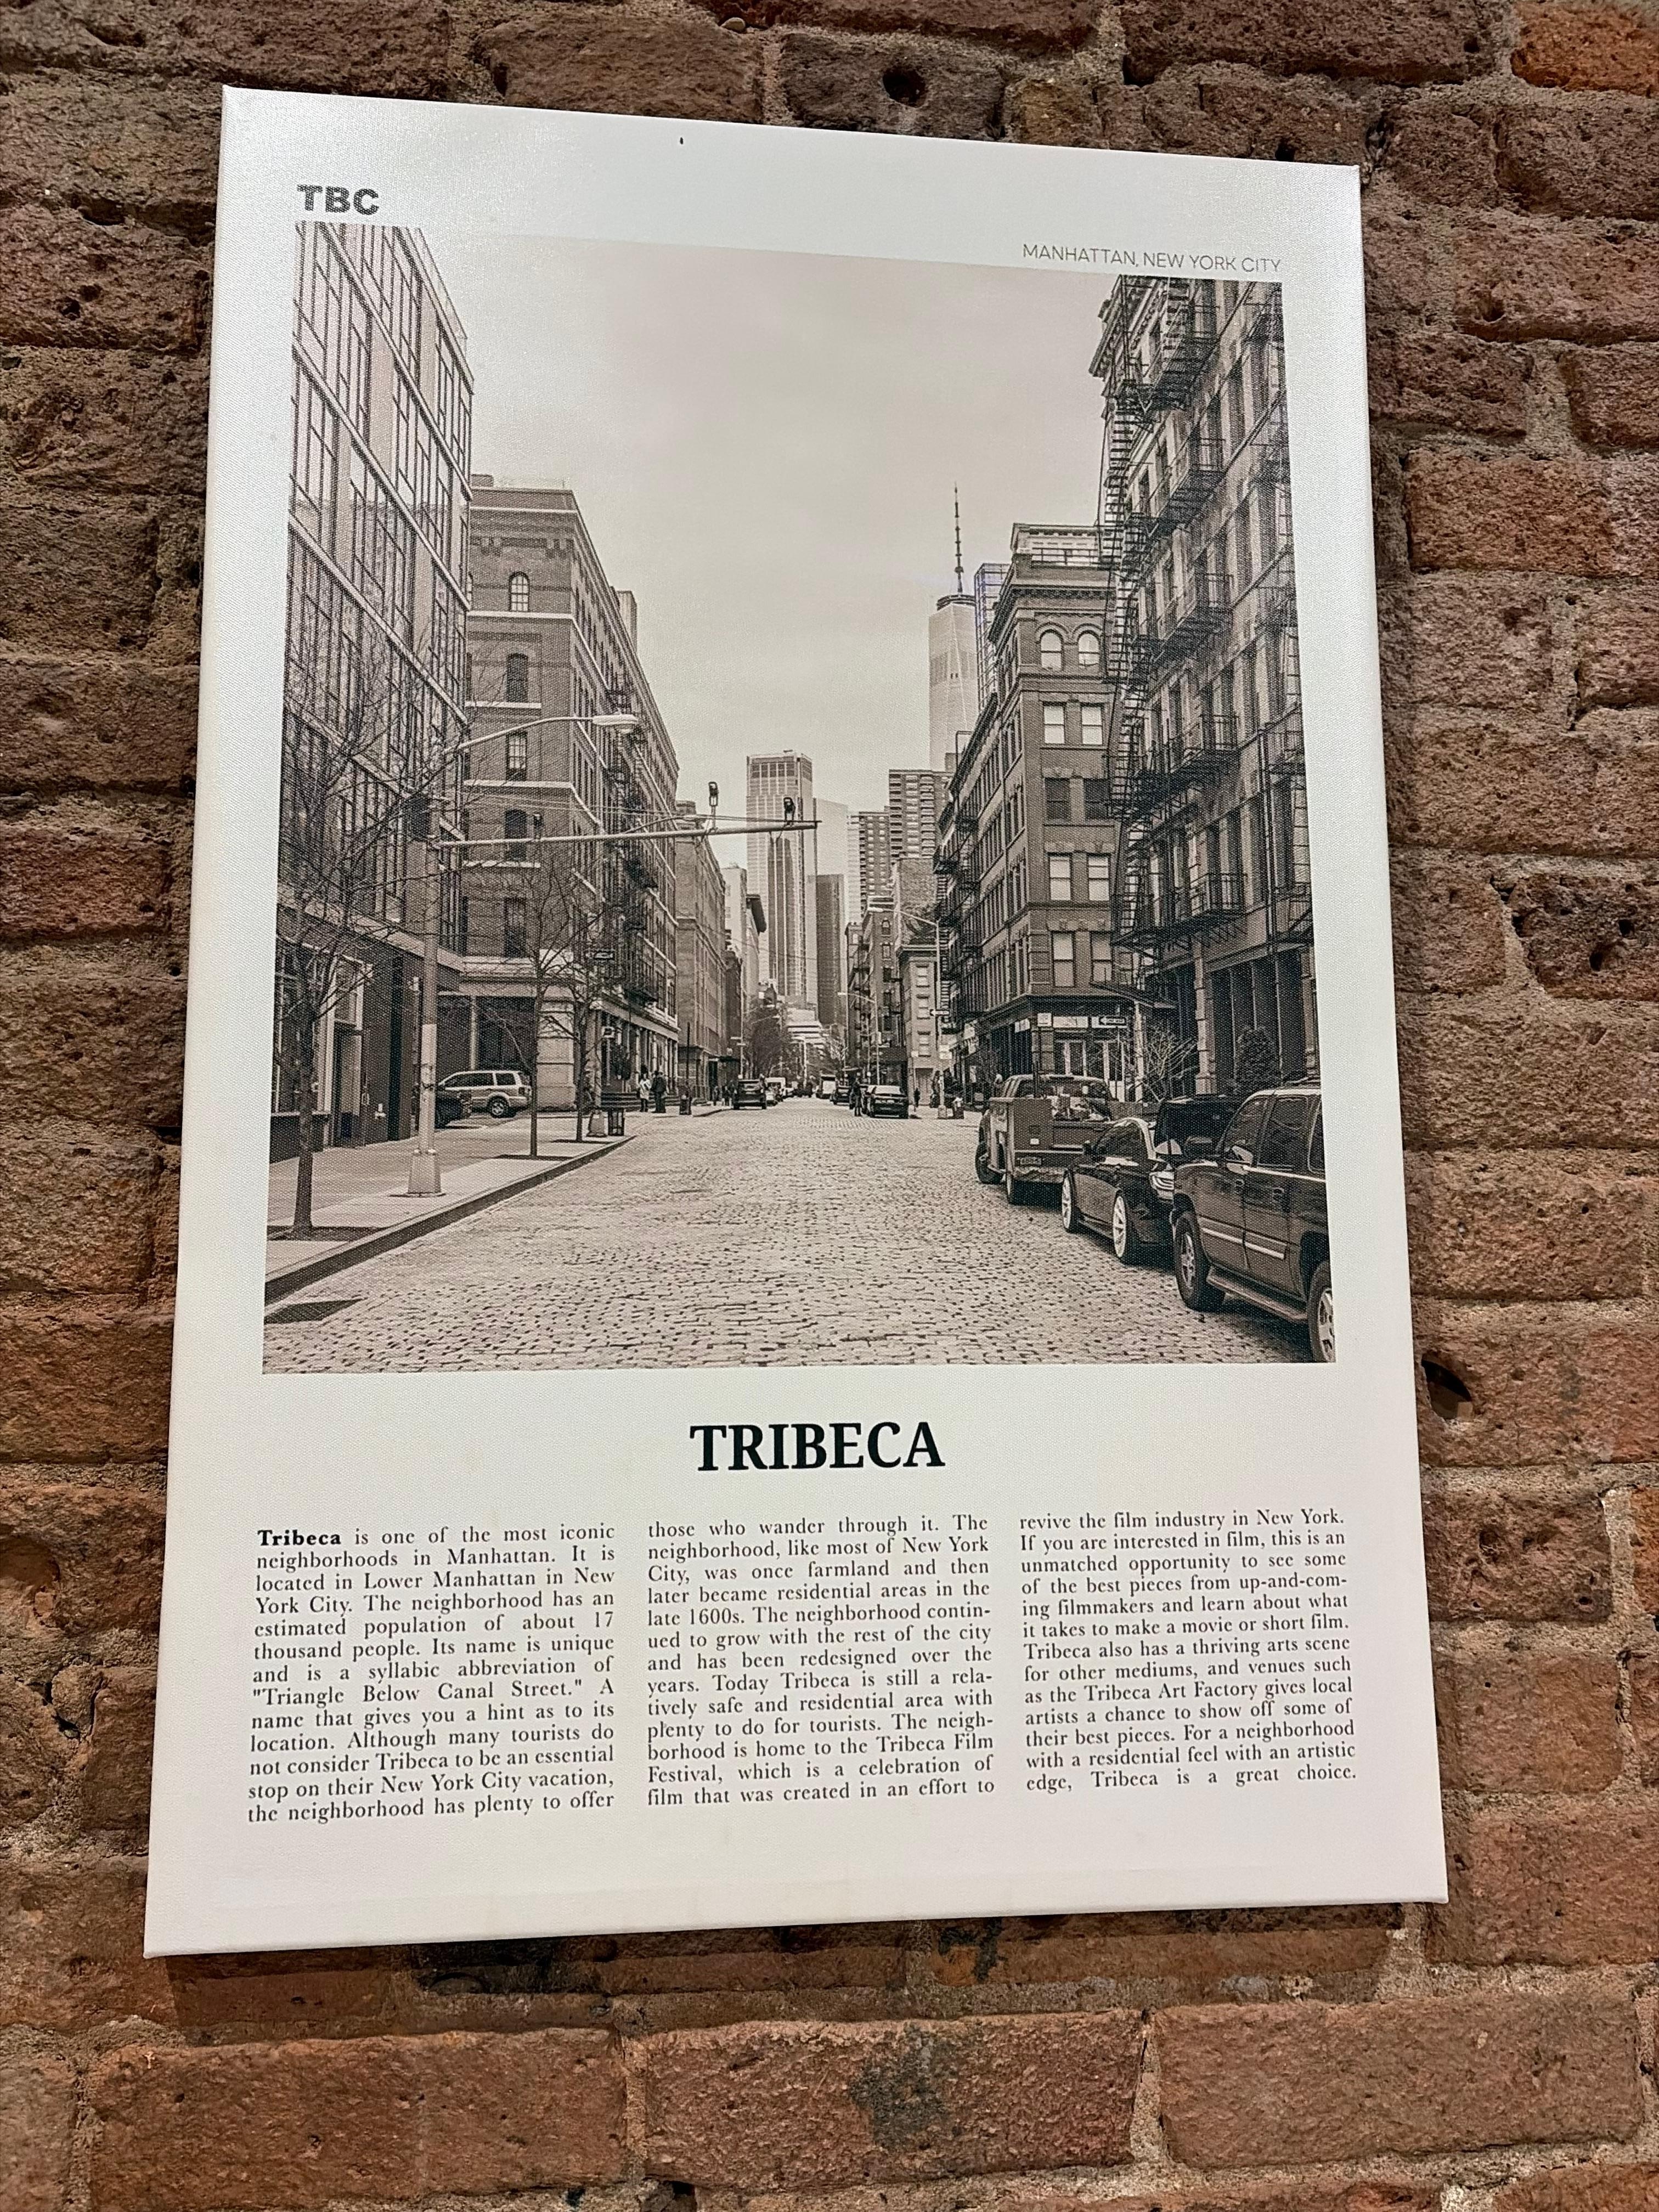 TBC
MANHATTAN, NEW YORK CITY
TRIBECA
Tribeca is one of the most iconic
neighborhoods in Manhattan. It is
located in Lower Manhattan in New
York City. The neighborhood has an
estimated population of about 17
thousand people. Its name is unique
and is a syllabic abbreviation of
"Triangle Below Canal Street." A
name that gives you a hint as to its
location. Although many tourists do
not consider Tribeca to be an essential
stop on their New York City vacation,
the neighborhood has plenty to offer
those who wander through it. The
neighborhood, like most of New York
City, was once farmland and then
later became residential areas in the
late 1600s. The neighborhood contin-
ued to grow with the rest of the city
and has been redesigned over the
years. Today Tribeca is still a rela-
tively safe and residential area with
plenty to do for tourists. The neigh-
borhood is home to the Tribeca Film
Festival, which is a celebration of
film that was created in an effort to
revive the film industry in New York.
If you are interested in film, this is an
unmatched opportunity to see some
of the best pieces from up-and-com-
ing filmmakers and learn about what
it takes to make a movie or short film.
Tribeca also has a thriving arts scene
for other mediums, and venues such
as the Tribeca Art Factory gives local
artists a chance to show off some of
their best pieces. For a neighborhood
with a residential feel with an artistic
edge, Tribeca is a great choice.